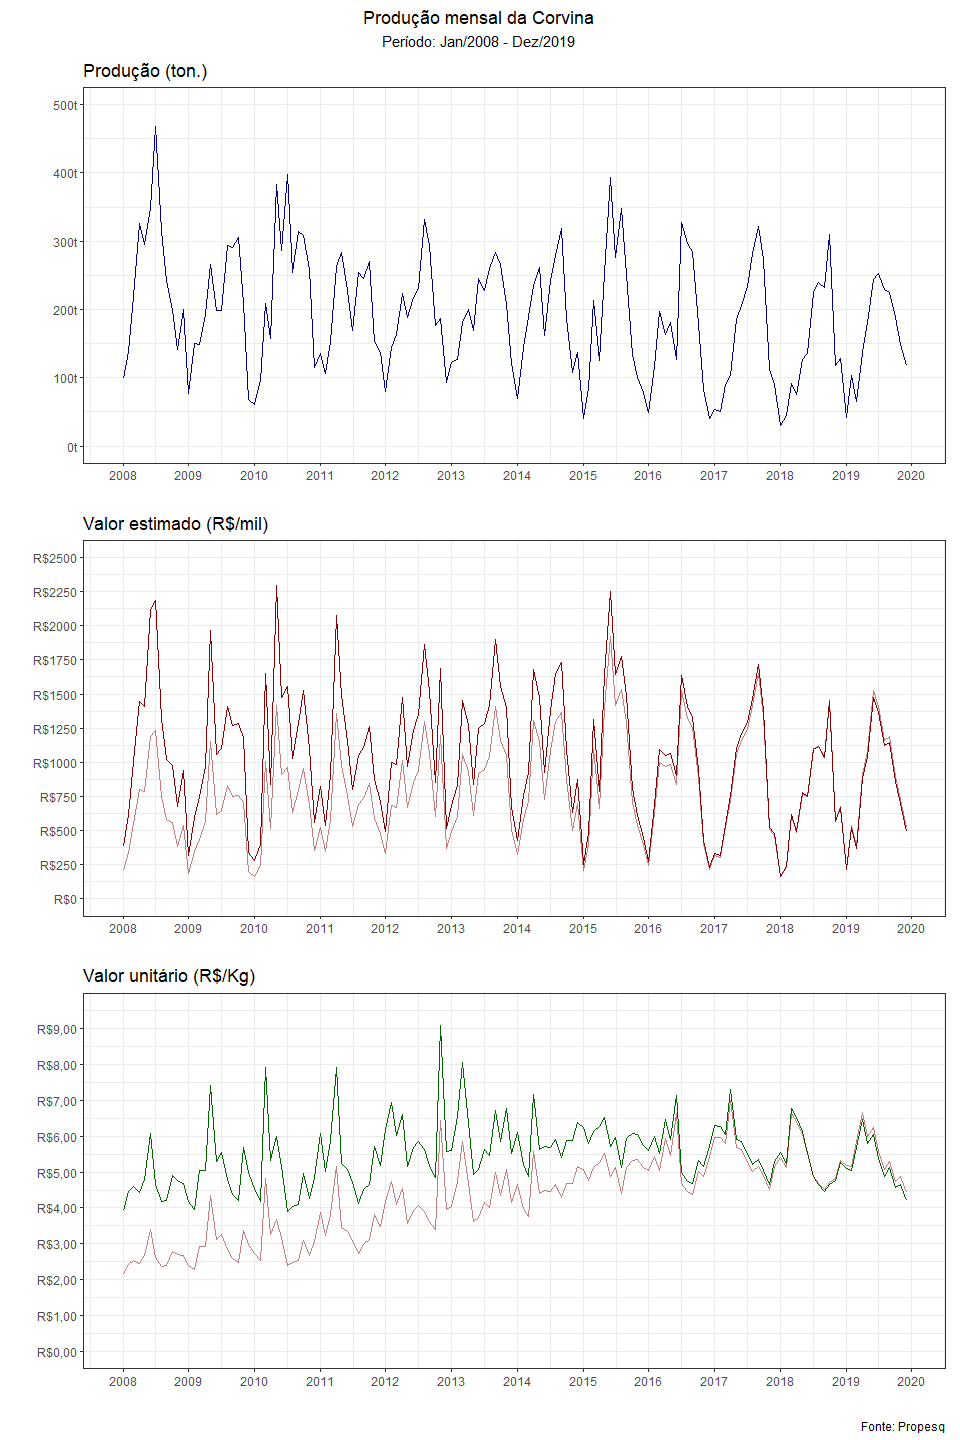 Produção mensal da Corvina
Período: Jan/2008 - Dez/2019
Produção (ton.)
500t
400t
300t
200t
100t
0t
2008 2009 2010 2011 2012 2013 2014 2015 2016 2017 2018 2019 2020
Valor estimado (R$/mil)
R$2500
R$2250
R$2000
R$1750
R$1500
R$1250
R$1000
R$750
R$500
R$250
R$0
2008 2009 2010 2011 2012 2013 2014 2015 2016 2017 2018 2019 2020
Valor unitário (R$/Kg)
R$9,00
R$8,00
R$7,00
R$6,00
R$5,00
R$4,00
R$3,00
R$2,00
R$1,00
R$0,00
2008 2009 2010 2011 2012 2013 2014 2015 2016 2017 2018 2019 2020
Fonte: Propesq